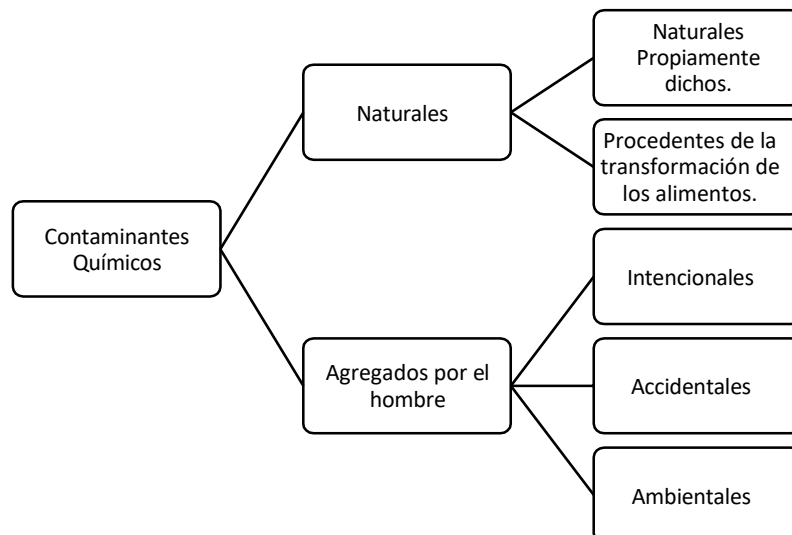 Contaminantes
Químicos
Naturales
Naturales
Propiamente
dichos.
Procedentes de la
transformación de
los alimentos.
Agregados por el
hombre
Intencionales
Accidentales
Ambientales